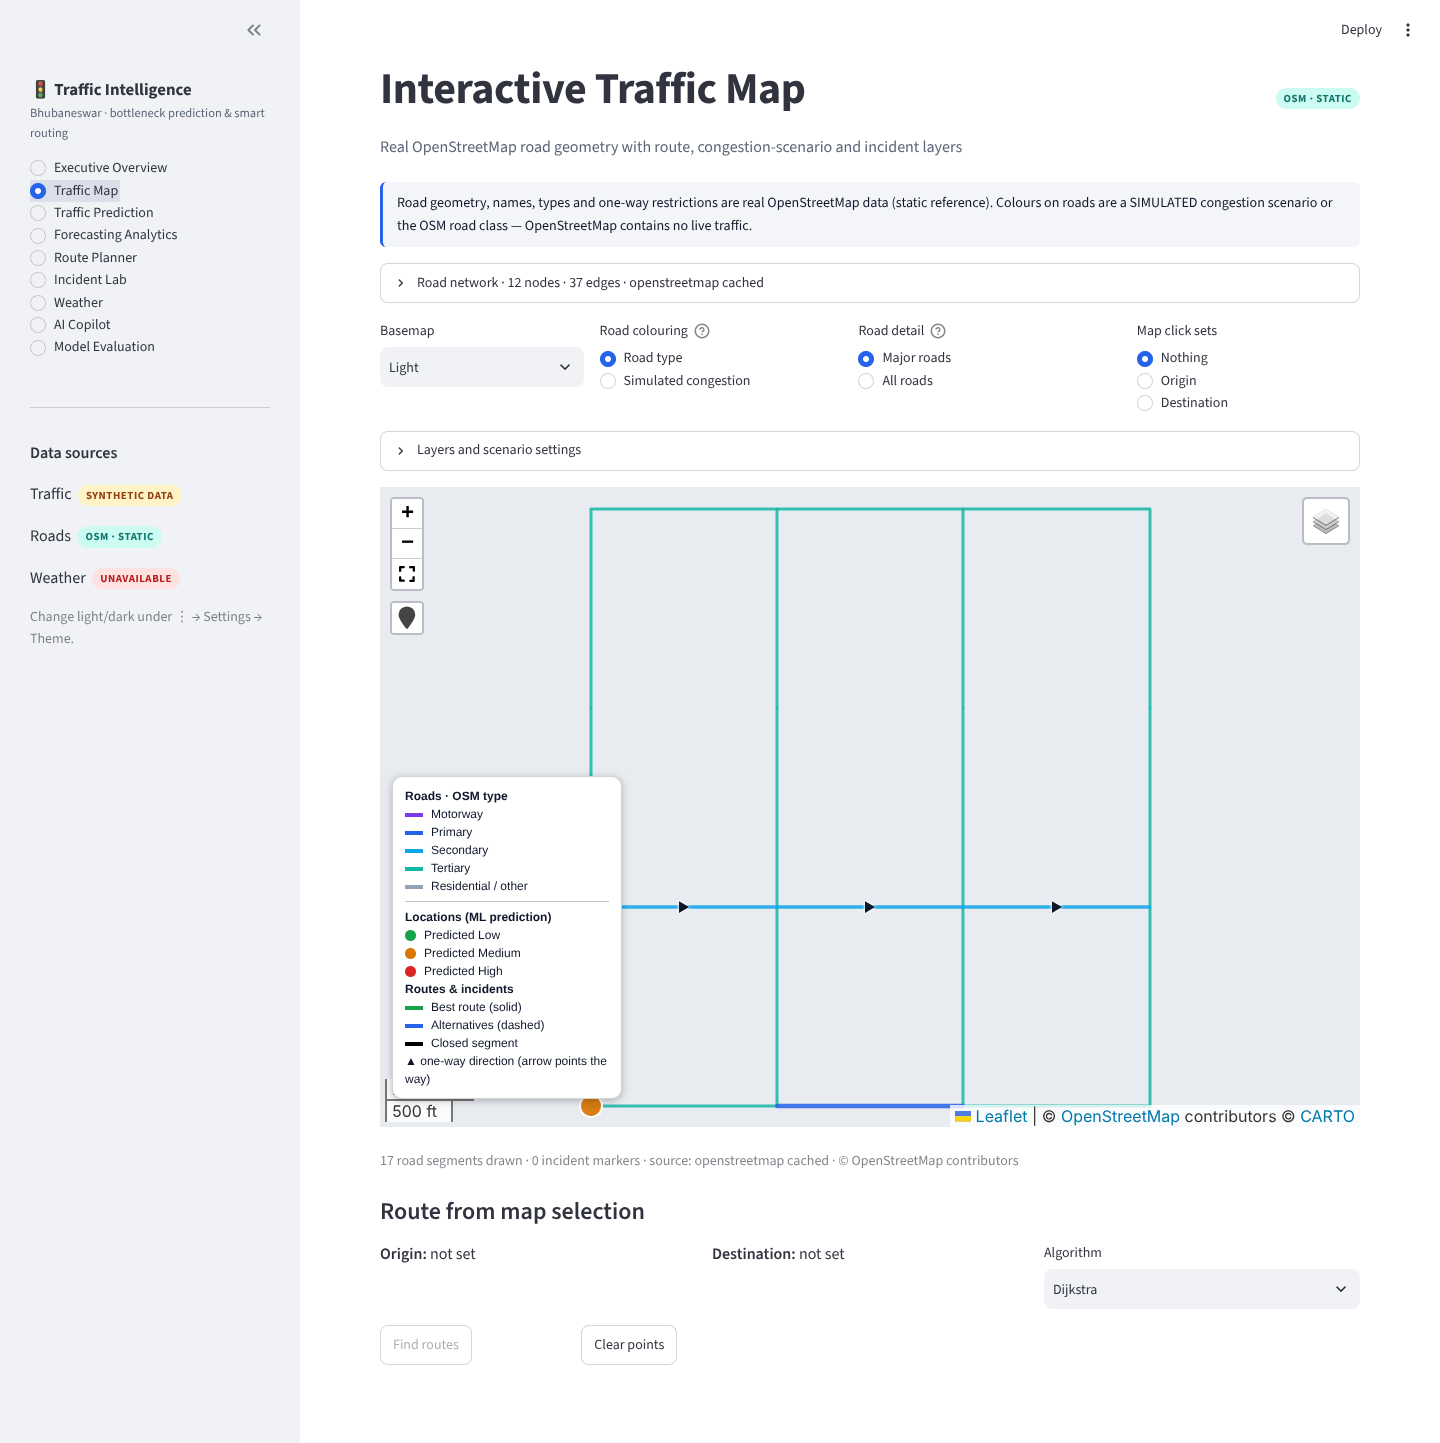 Deploy
Traffic Intelligence
Bhubaneswar · bottleneck prediction & smart
routing
Executive Overview
Traffic Map
Traffic Prediction
Forecasting Analytics
Route Planner
Incident Lab
Weather
AI Copilot
Model Evaluation
Data sources
Traffic SYNTHETIC DATA
Roads OSM · STATIC
Weather UNAVAILABLE
Change light/dark under ⋮ → Settings →
Theme.
Interactive Traffic Map
OSM · STATIC
Real OpenStreetMap road geometry with route, congestion-scenario and incident layers
Road geometry, names, types and one-way restrictions are real OpenStreetMap data (static reference). Colours on roads are a SIMULATED congestion scenario or
the OSM road class — OpenStreetMap contains no live traffic.
Road network · 12 nodes · 37 edges · openstreetmap cached
Basemap
Light
Road colouring
Road type
Simulated congestion
Road detail
Major roads
All roads
Map click sets
Nothing
Origin
Destination
Layers and scenario settings
+
−
Roads · OSM type
Motorway
Primary
Secondary
Tertiary
Residential / other
Locations (ML prediction)
Predicted Low
Predicted Medium
Predicted High
Routes & incidents
Best route (solid)
Alternatives (dashed)
Closed segment
▲ one-way direction (arrow points the
way)
500 ft
Leaflet | © OpenStreetMap contributors © CARTO
17 road segments drawn · 0 incident markers · source: openstreetmap cached · © OpenStreetMap contributors
Route from map selection
Origin: not set
Destination: not set
Algorithm
Dijkstra
Find routes
Clear points